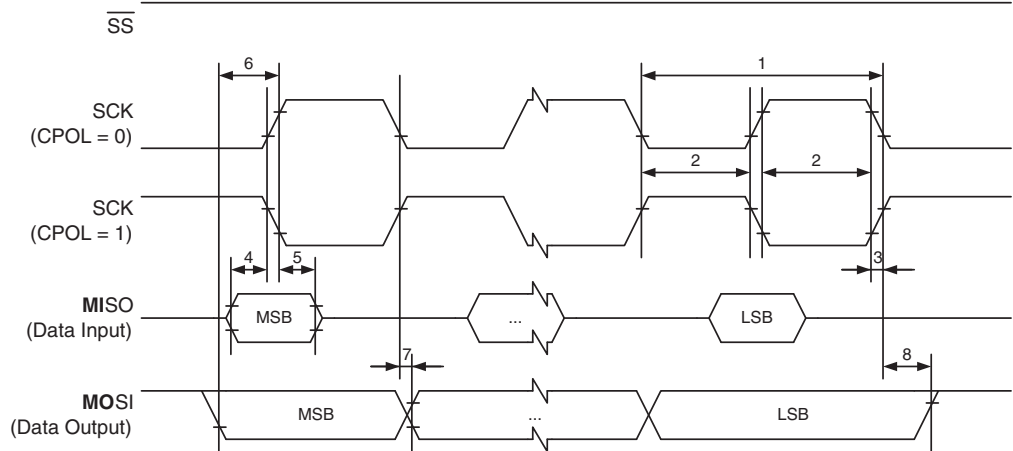 SS
6
1
SCK
(CPOL = 0)
2
2
SCK
(CPOL = 1)
4
5
3
MISO
(Data Input)
MSB
...
LSB
7
8
MOSI
(Data Output)
MSB
...
LSB